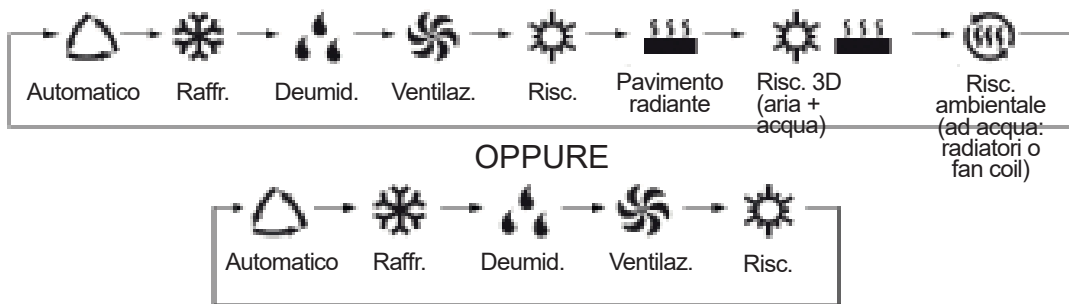 Automatico Raffr. Deumid. Ventilaz. Risc. Pavimento radiante Risc. 3D (aria + acqua) Risc. ambientale (ad acqua: radiatori o fan coil)
OPPURE
Automatico Raffr. Deumid. Ventilaz. Risc.